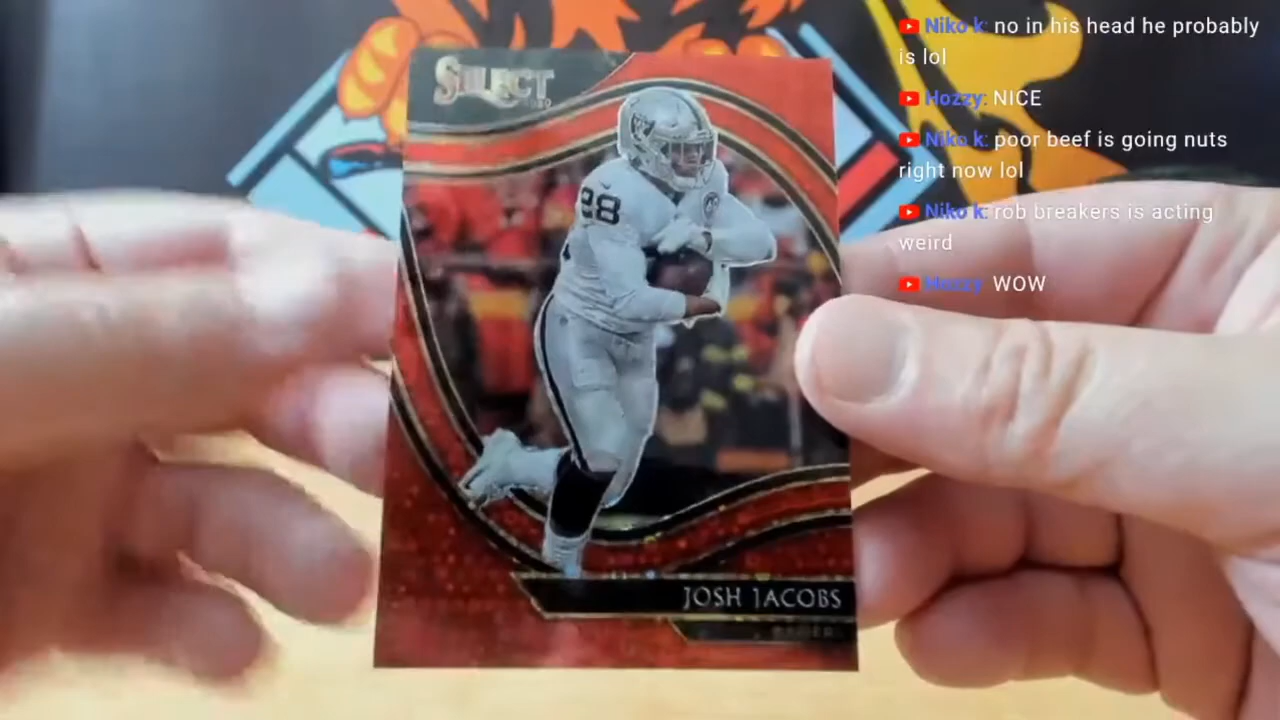 SELECT
28
JOSH JACOBS
RAIDERS
Niko k: no in his head he probably
is lol
Hozzy: NICE
Niko k: poor beef is going nuts
right now lol
Niko k: rob breakers is acting
weird
Hozzy: WOW